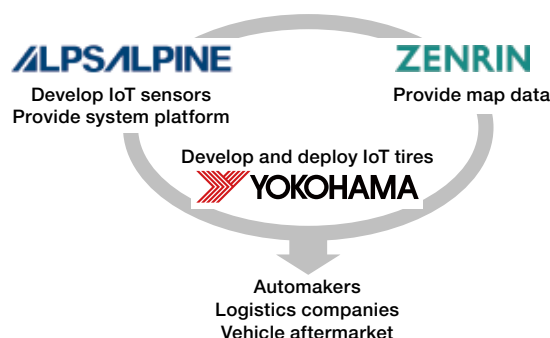 ALPSALPINE
Develop IoT sensors
Provide system platform
ZENRIN
Provide map data
Develop and deploy IoT tires
YOKOHAMA
Automakers
Logistics companies
Vehicle aftermarket